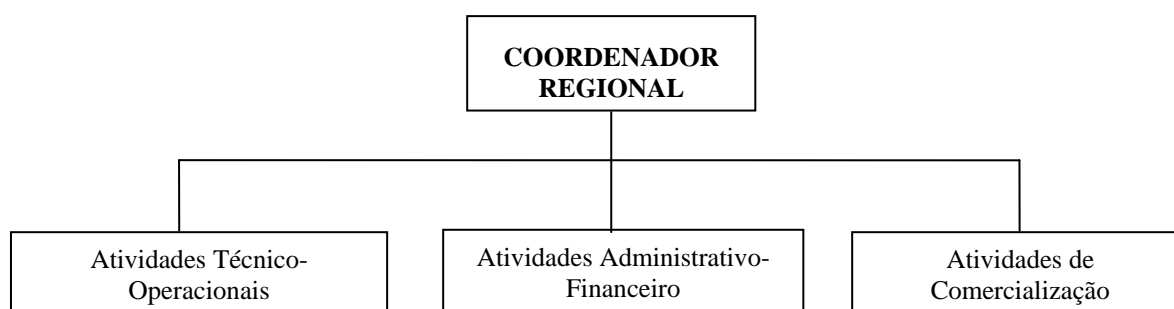 COORDENADOR
REGIONAL
Atividades Técnico-
Operacionais
Atividades Administrativo-
Financeiro
Atividades de
Comercialização